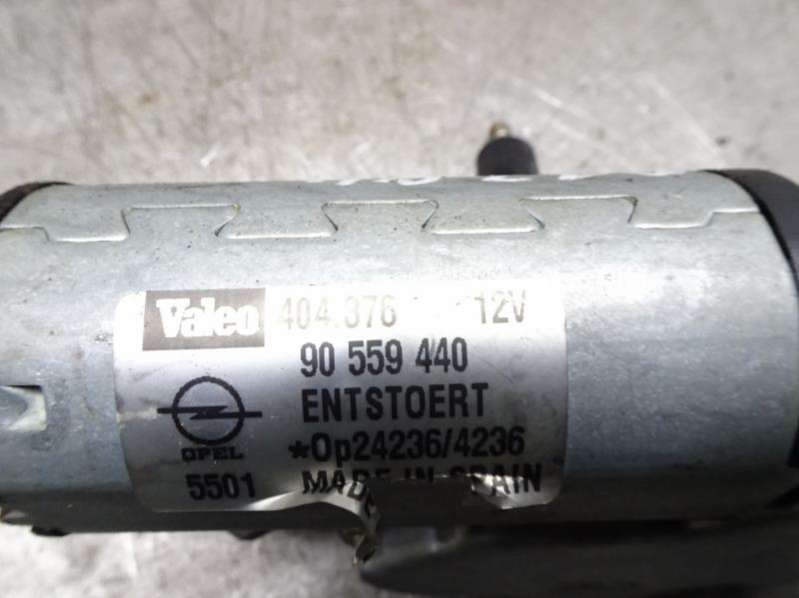 Valeo 404.376 12V
90 559 440
ENTSTOERT
OPEL *Op24236/4236
5501 MADE IN SPAIN